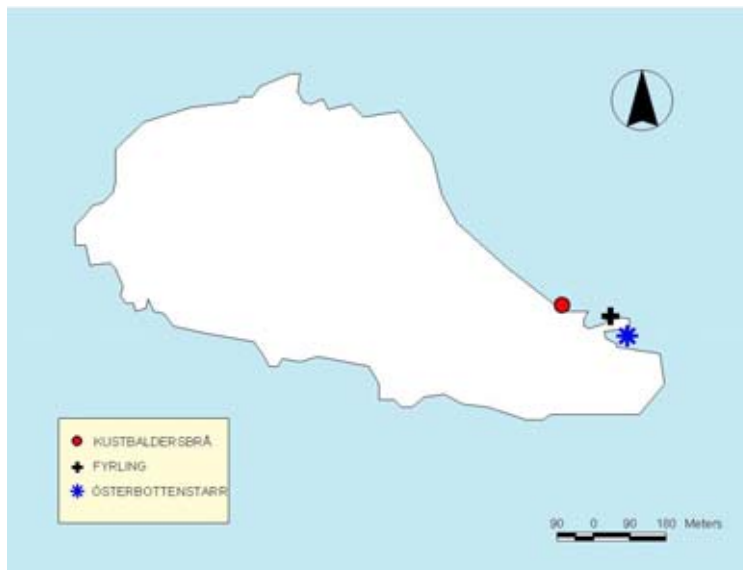 KUSTBALDERSBRÅ
FYRLING
ÖSTERBOTTENSTARR
90 0 90 180 Meters